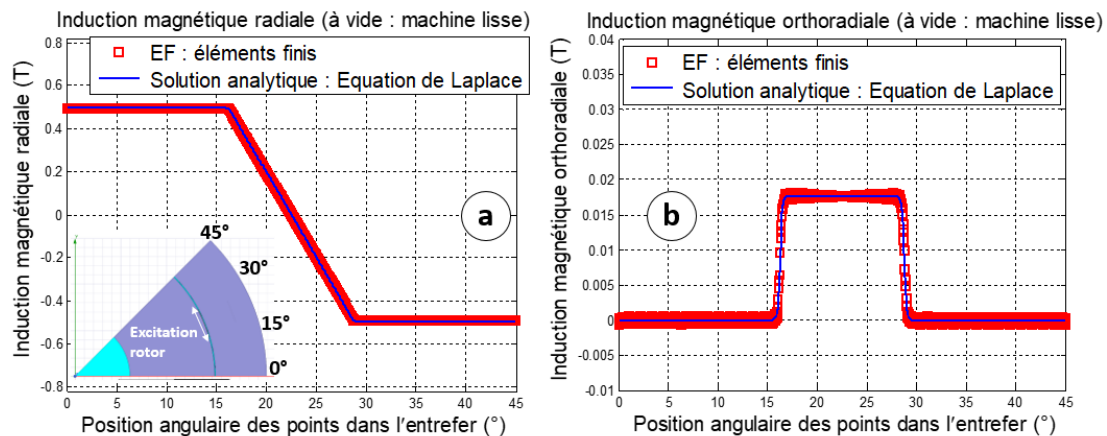 Induction magnétique radiale (à vide : machine lisse)
EF : éléments finis
Solution analytique : Equation de Laplace
Induction magnétique radiale (T)
0.8
0.6
0.4
0.2
0
-0.2
-0.4
-0.6
-0.8
a
45°
30°
15°
0°
Excitation
rotor
0 5 10 15 20 25 30 35 40 45
Position angulaire des points dans l'entrefer (°)
Induction magnétique orthoradiale (à vide : machine lisse)
EF : éléments finis
Solution analytique : Equation de Laplace
Induction magnétique orthoradiale (T)
0.04
0.035
0.03
0.025
0.02
0.015
0.01
0.005
0
-0.005
-0.01
b
0 5 10 15 20 25 30 35 40 45
Position angulaire des points dans l'entrefer (°)